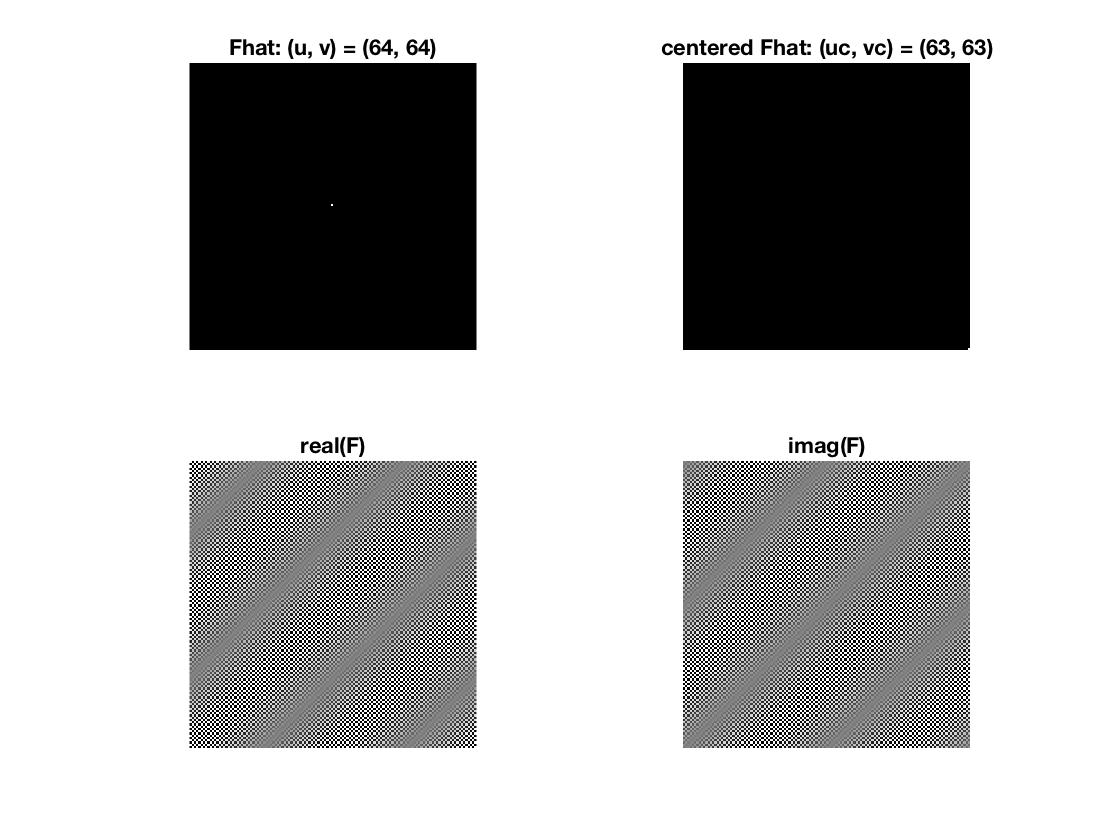 Fhat: (u, v) = (64, 64)
centered Fhat: (uc, vc) = (63, 63)
real(F)
imag(F)